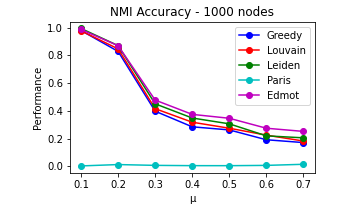 NMI Accuracy - 1000 nodes
Performance
1.0
0.8
0.6
0.4
0.2
0.0
Greedy
Louvain
Leiden
Paris
Edmot
0.1 0.2 0.3 0.4 0.5 0.6 0.7
μ